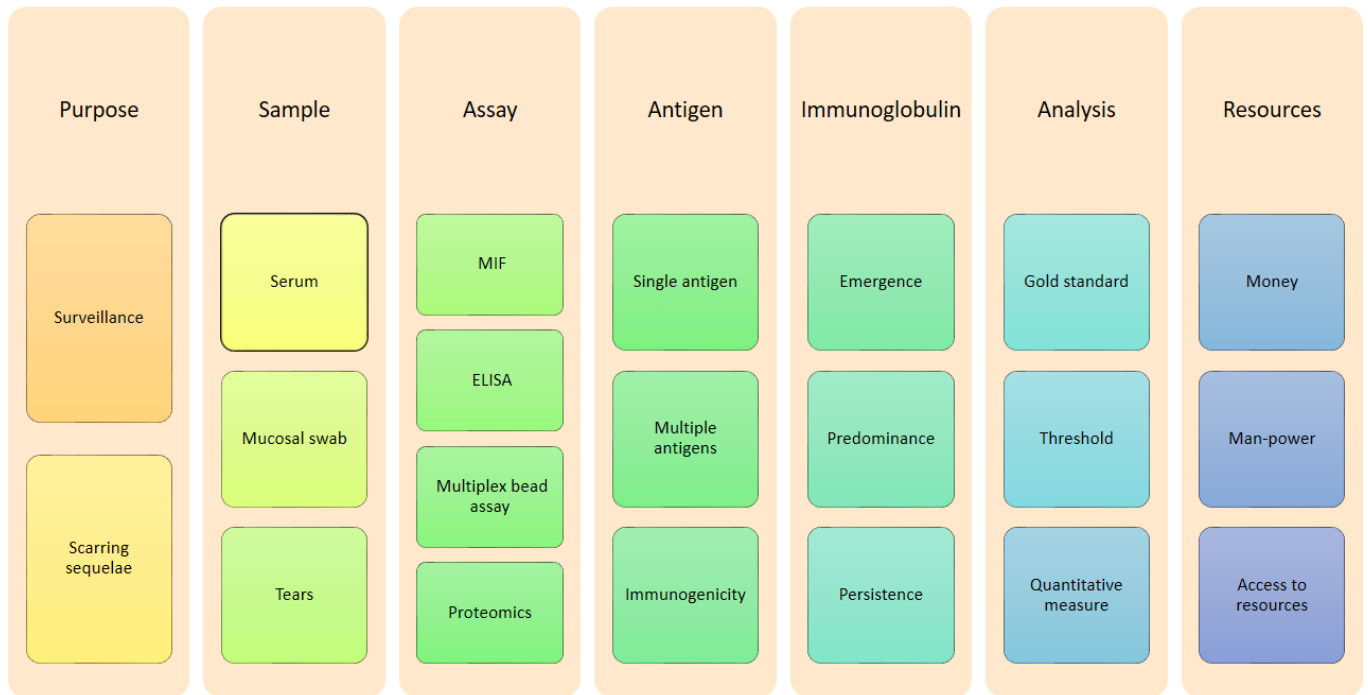 Purpose
Surveillance
Scarring
sequelae
Sample
Serum
Mucosal swab
Tears
Assay
MIF
ELISA
Multiplex bead
assay
Proteomics
Antigen
Single antigen
Multiple
antigens
Immunogenicity
Immunoglobulin
Emergence
Predominance
Persistence
Analysis
Gold standard
Threshold
Quantitative
measure
Resources
Money
Man-power
Access to
resources